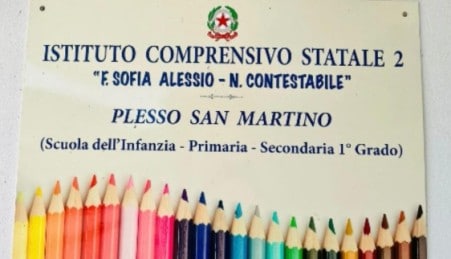 ISTITUTO COMPRENSIVO STATALE 2
"F. SOFIA ALESSIO - N. CONTESTABILE"
PLESSO SAN MARTINO
(Scuola dell'Infanzia - Primaria - Secondaria 1° Grado)